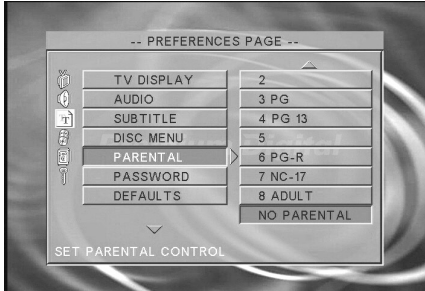 -- PREFERENCES PAGE --
TV DISPLAY
AUDIO
SUBTITLE
DISC MENU
PARENTAL
PASSWORD
DEFAULTS
2
3 PG
4 PG 13
5
6 PG-R
7 NC-17
8 ADULT
NO PARENTAL
SET PARENTAL CONTROL